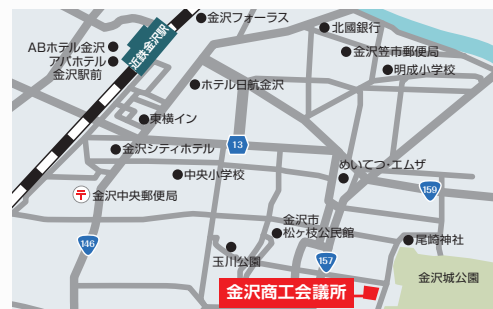 金沢フォーラス
北國銀行
ABホテル金沢
アパホテル
金沢駅前
近鉄金沢駅
金沢笠市郵便局
明成小学校
ホテル日航金沢
東横イン
13
金沢シティホテル
めいてつ・エムザ
中央小学校
159
〒
金沢中央郵便局
金沢市
松ヶ枝公民館
146
尾崎神社
玉川公園
157
金沢城公園
金沢商工会議所